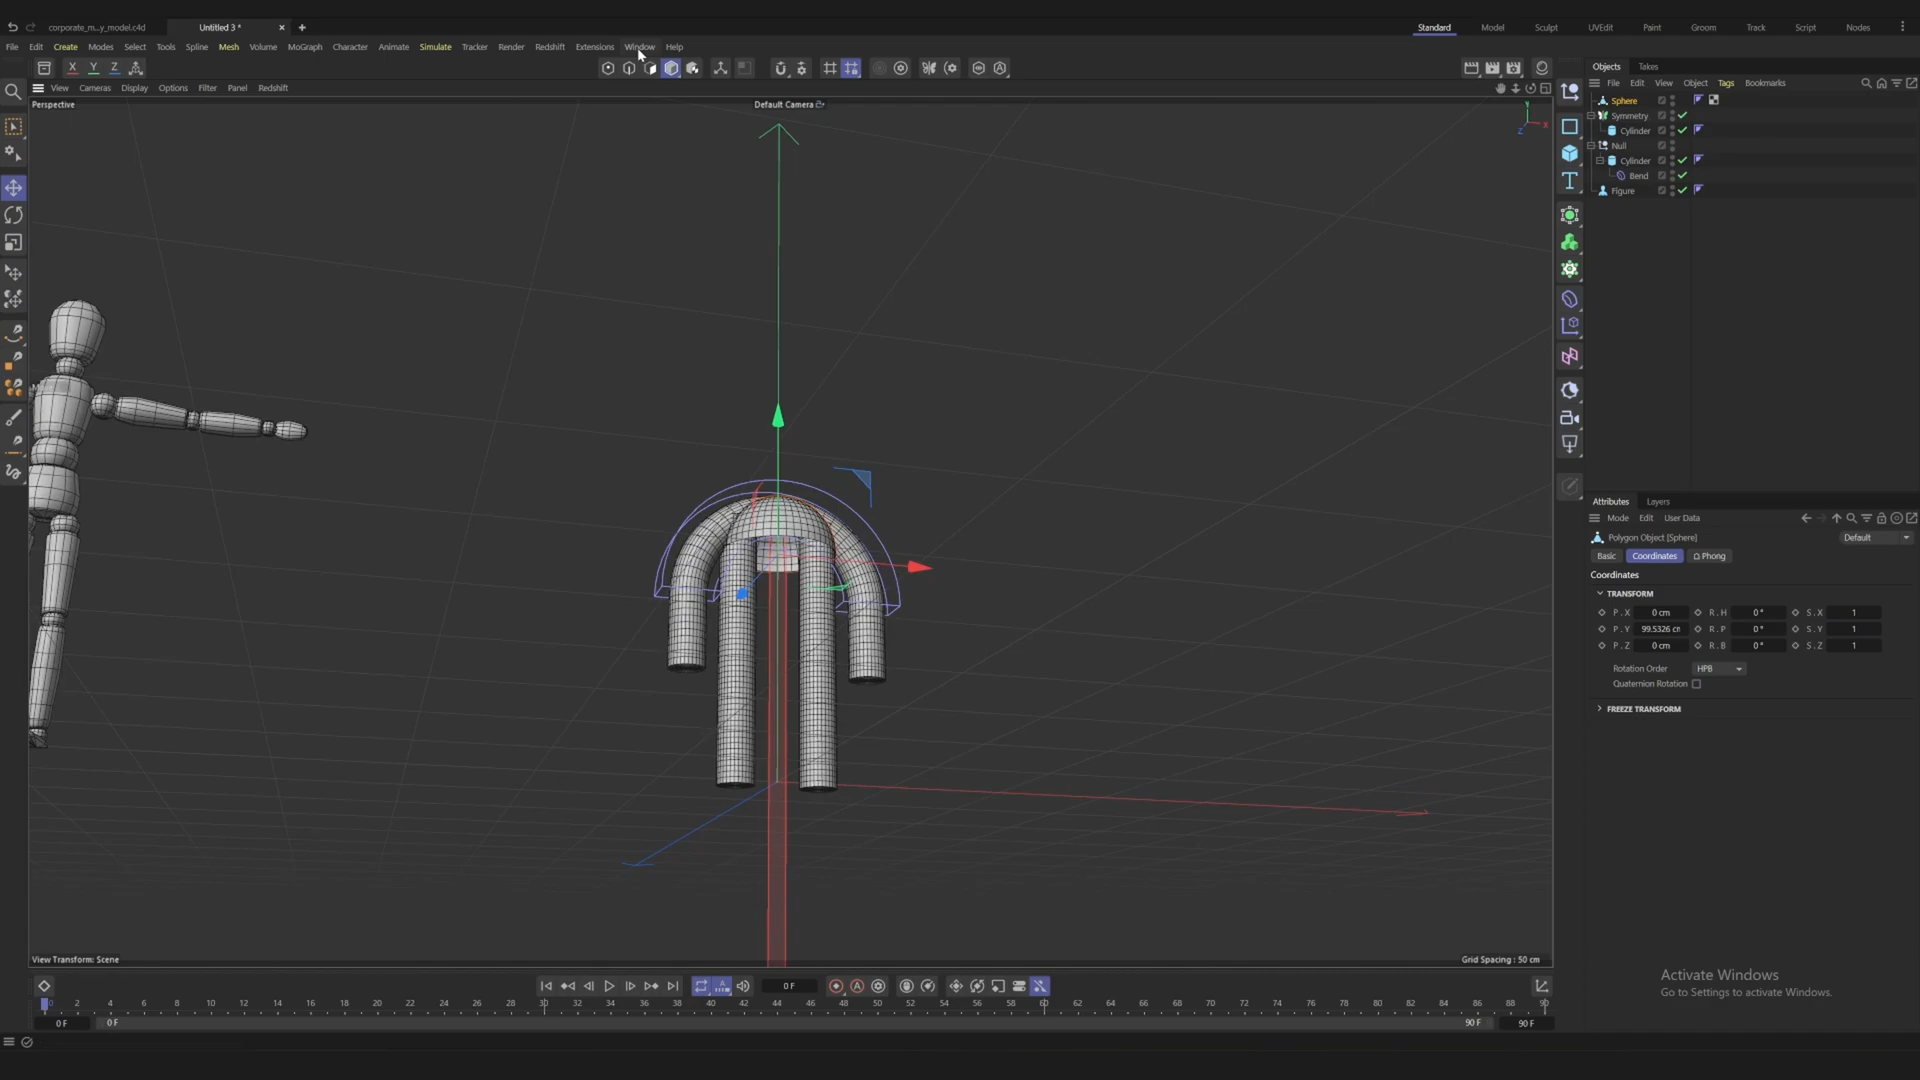 corporate_m...y_model.c4d Untitled 3 * Standard Model Sculpt UVEdit Paint Groom Track Script Nodes
File Edit Create Modes Select Tools Spline Mesh Volume MoGraph Character Animate Simulate Tracker Render Redshift Extensions Window Help
X Y Z
Objects Takes
View Cameras Display Options Filter Panel Redshift
File Edit View Object Tags Bookmarks
Perspective Default Camera
Sphere
Symmetry
Cylinder
Null
Cylinder
Bend
Figure
Attributes Layers
Mode Edit User Data
Polygon Object [Sphere] Default
Basic Coordinates Phong
Coordinates
TRANSFORM
P . X 0 cm R . H 0 ° S . X 1
P . Y 99.5326 cm R . P 0 ° S . Y 1
P . Z 0 cm R . B 0 ° S . Z 1
Rotation Order HPB
Quaternion Rotation
FREEZE TRANSFORM
View Transform: Scene Grid Spacing : 50 cm
0 F
0 2 4 6 8 10 12 14 16 18 20 22 24 26 28 30 32 34 36 38 40 42 44 46 48 50 52 54 56 58 60 62 64 66 68 70 72 74 76 78 80 82 84 86 88 90
0 F 0 F 90 F 90 F
Activate Windows
Go to Settings to activate Windows.